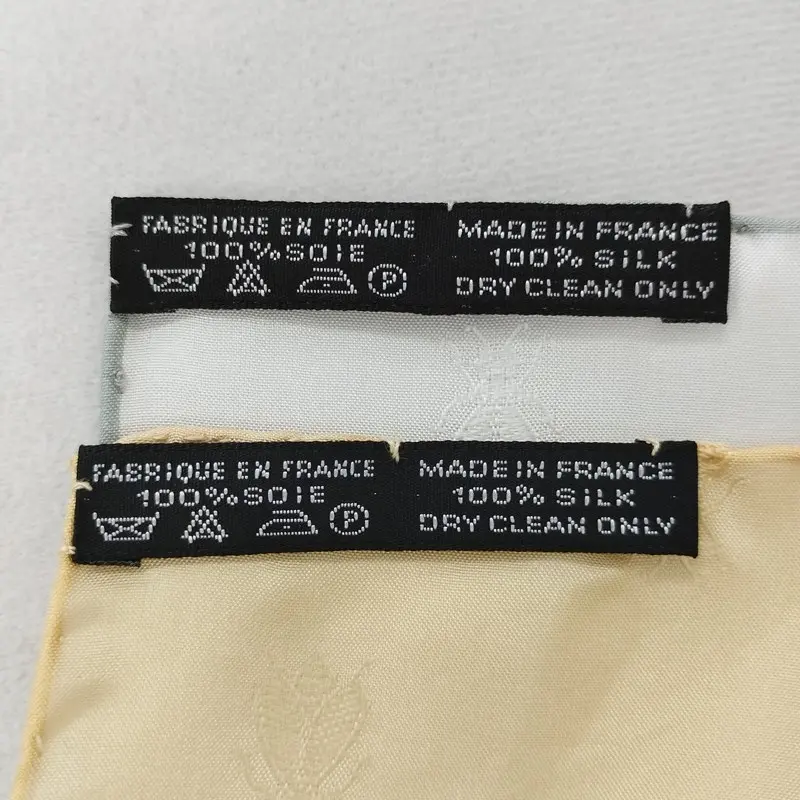 FABRIQUE EN FRANCE
100% SOIE
P
MADE IN FRANCE
100% SILK
DRY CLEAN ONLY
FABRIQUE EN FRANCE
100% SOIE
P
MADE IN FRANCE
100% SILK
DRY CLEAN ONLY